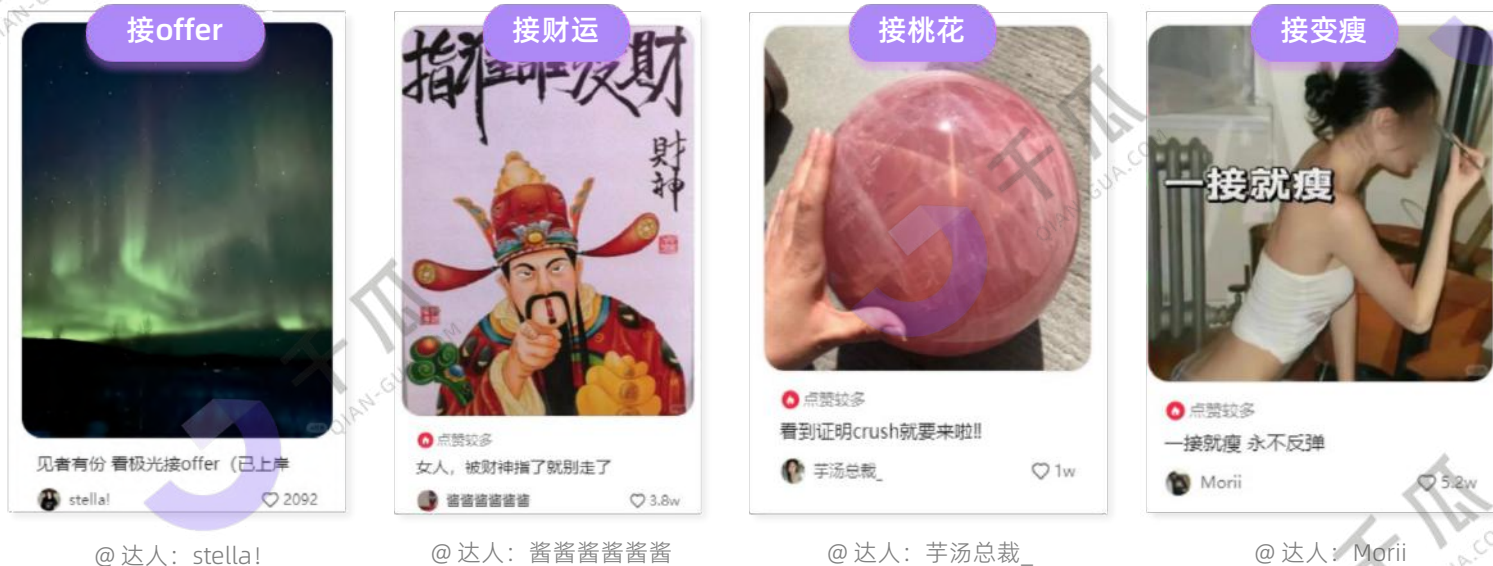 接offer
见者有份 看极光接offer（已上岸
stella!
2092
@达人：stella!
接财运
指谁谁发财
财神
点赞较多
女人，被财神指了就别走了
酱酱酱酱酱酱
3.8w
@达人：酱酱酱酱酱酱
接桃花
点赞较多
看到证明crush就要来啦!!
芋汤总裁_
1w
@达人：芋汤总裁_
接变瘦
一接就瘦
点赞较多
一接就瘦 永不反弹
Morii
5.2w
@达人：Morii
千瓜
QIAN-GUA.COM